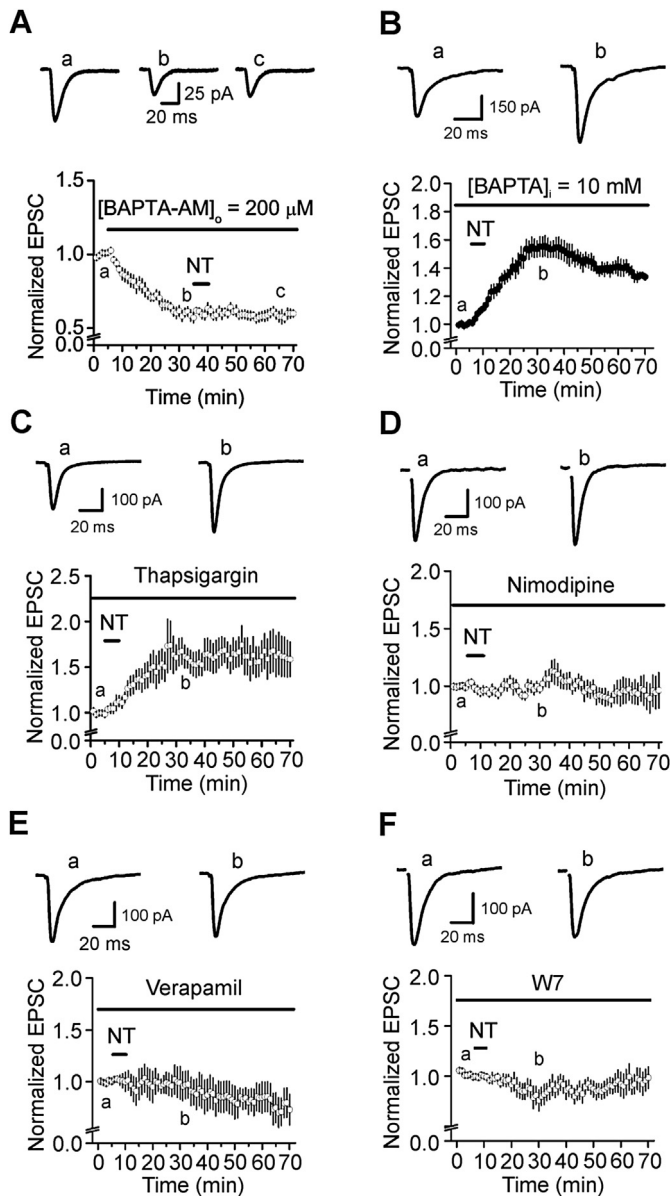 A
a b c
25 pA
20 ms
Normalized EPSC
1.5
1.0
0.5
0.0
[BAPTA-AM]o = 200 µM
NT
a
b
c
0 10 20 30 40 50 60 70
Time (min)
B
a b
150 pA
20 ms
Normalized EPSC
2.0
1.8
1.6
1.4
1.2
1.0
0.0
[BAPTA]i = 10 mM
NT
a
b
0 10 20 30 40 50 60 70
Time (min)
C
a b
100 pA
20 ms
Normalized EPSC
2.5
2.0
1.5
1.0
0.0
Thapsigargin
NT
a
b
0 10 20 30 40 50 60 70
Time (min)
D
a b
100 pA
20 ms
Normalized EPSC
2.0
1.5
1.0
0.0
Nimodipine
NT
a
b
0 10 20 30 40 50 60 70
Time (min)
E
a b
100 pA
20 ms
Normalized EPSC
2.0
1.5
1.0
0.0
Verapamil
NT
a
b
0 10 20 30 40 50 60 70
Time (min)
F
a b
100 pA
20 ms
Normalized EPSC
2.0
1.5
1.0
0.0
W7
NT
a
b
0 10 20 30 40 50 60 70
Time (min)